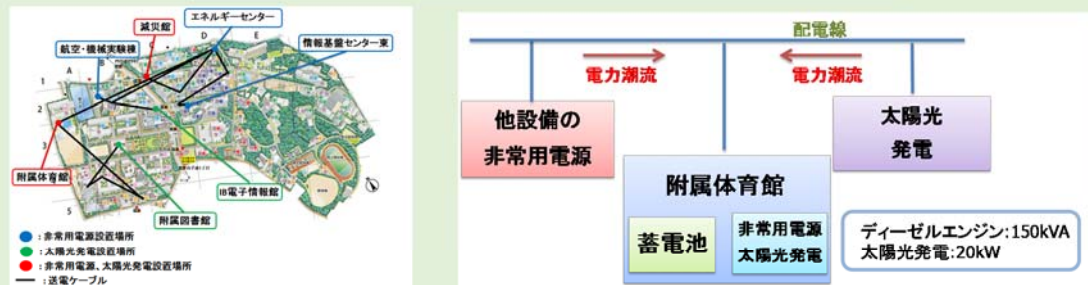 減災館
エネルギーセンター
航空・機械実験棟
情報基盤センター東
A
B
C
D
E
1
2
3
5
附属体育館
IB電子情報館
附属図書館
：非常用電源設置場所
：太陽光発電設置場所
：非常用電源、太陽光発電設置場所
：送電ケーブル
配電線
電力潮流
電力潮流
他設備の
非常用電源
太陽光
発電
附属体育館
蓄電池
非常用電源
太陽光発電
ディーゼルエンジン:150kVA
太陽光発電:20kW